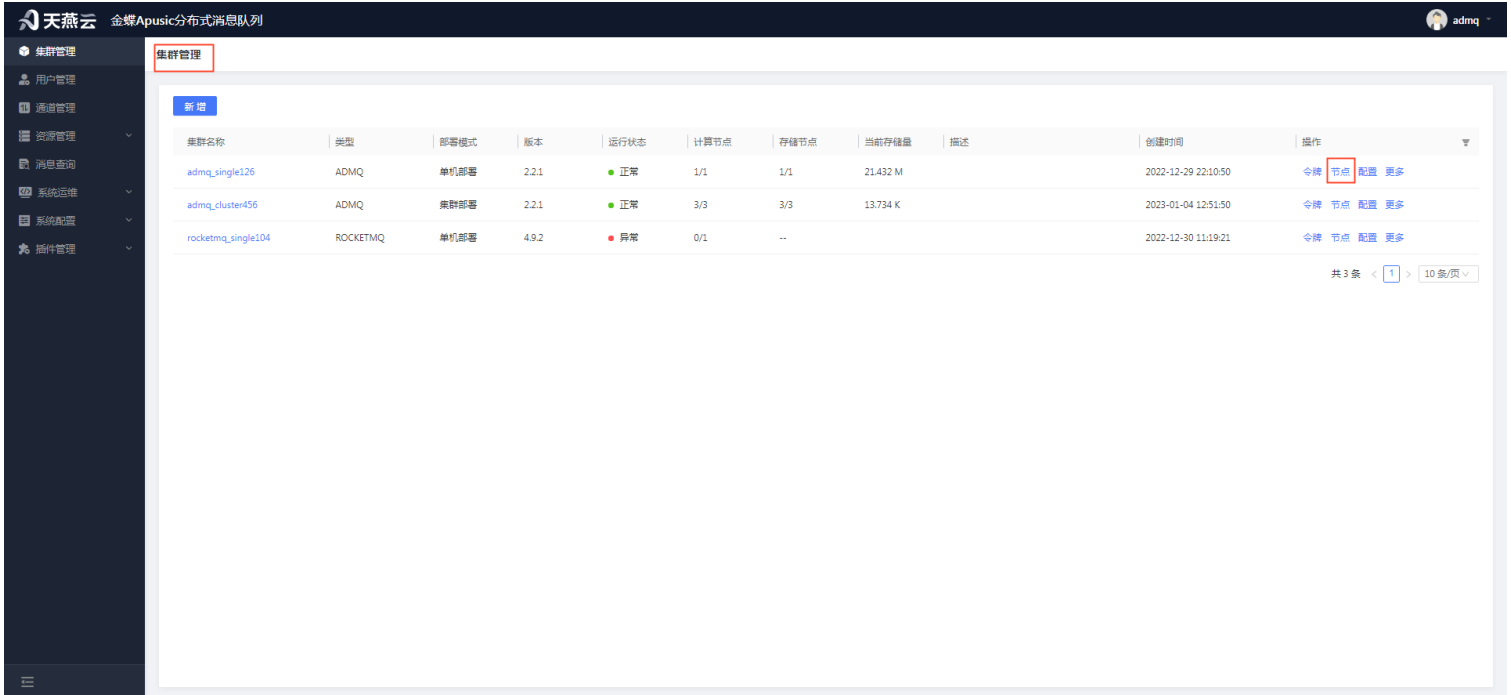 天燕云 金蝶Apusic分布式消息队列 admq
集群管理
用户管理
通道管理
资源管理
消息查询
系统运维
系统配置
插件管理
集群管理
新 增
集群名称 类型 部署模式 版本 运行状态 计算节点 存储节点 当前存储量 描述 创建时间 操作
admq_single126 ADMQ 单机部署 2.2.1 正常 1/1 1/1 21.432 M 2022-12-29 22:10:50 令牌 节点 配置 更多
admq_cluster456 ADMQ 集群部署 2.2.1 正常 3/3 3/3 13.734 K 2023-01-04 12:51:50 令牌 节点 配置 更多
rocketmq_single104 ROCKETMQ 单机部署 4.9.2 异常 0/1 -- 2022-12-30 11:19:21 令牌 节点 配置 更多
共 3 条 < 1 > 10 条/页